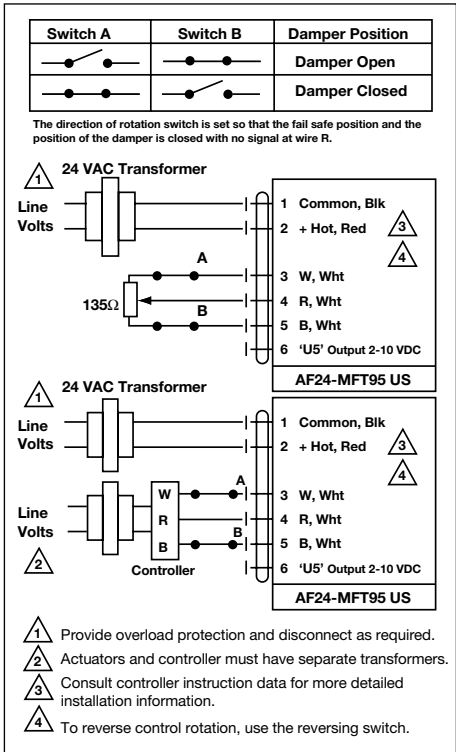 Switch A Switch B Damper Position
Damper Open
Damper Closed
The direction of rotation switch is set so that the fail safe position and the
position of the damper is closed with no signal at wire R.
1 24 VAC Transformer
Line
Volts
1 Common, Blk
2 + Hot, Red
3
4
A
3 W, Wht
135Ω
4 R, Wht
B
5 B, Wht
6 ‘U5’ Output 2-10 VDC
AF24-MFT95 US
1 24 VAC Transformer
Line
Volts
1 Common, Blk
2 + Hot, Red
3
4
Line
Volts
2
W
R
B
Controller
A
B
3 W, Wht
4 R, Wht
5 B, Wht
6 ‘U5’ Output 2-10 VDC
AF24-MFT95 US
1 Provide overload protection and disconnect as required.
2 Actuators and controller must have separate transformers.
3 Consult controller instruction data for more detailed
installation information.
4 To reverse control rotation, use the reversing switch.